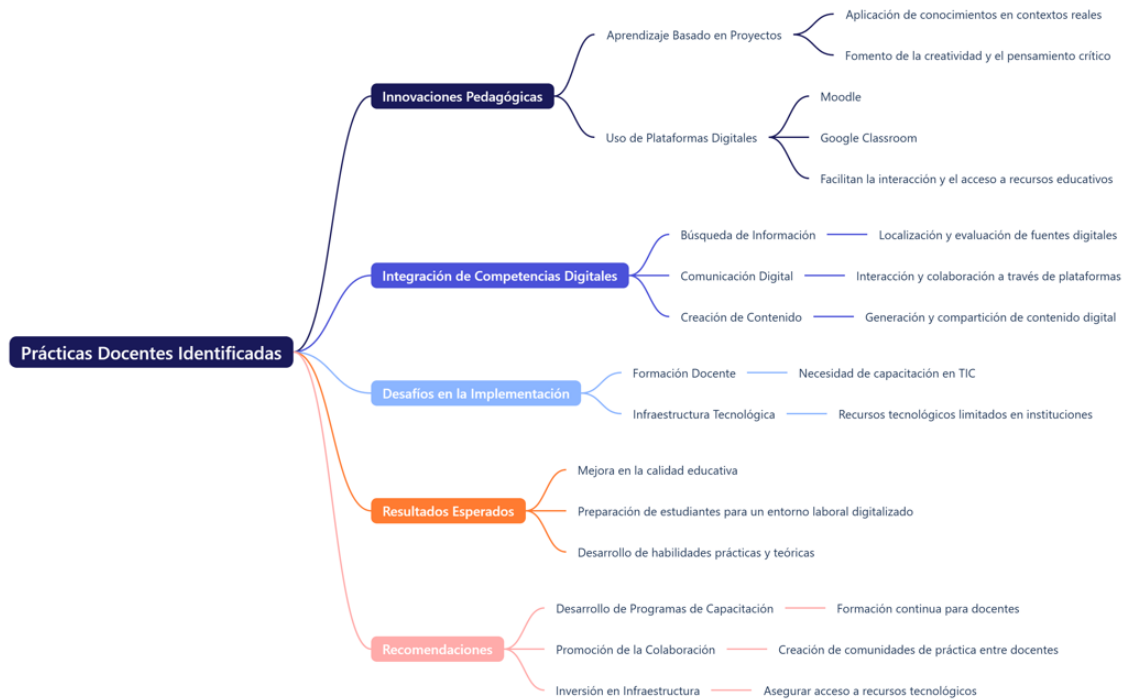 Prácticas Docentes Identificadas
Innovaciones Pedagógicas
Aprendizaje Basado en Proyectos
Aplicación de conocimientos en contextos reales
Fomento de la creatividad y el pensamiento crítico
Uso de Plataformas Digitales
Moodle
Google Classroom
Facilitan la interacción y el acceso a recursos educativos
Integración de Competencias Digitales
Búsqueda de Información
Localización y evaluación de fuentes digitales
Comunicación Digital
Interacción y colaboración a través de plataformas
Creación de Contenido
Generación y compartición de contenido digital
Desafíos en la Implementación
Formación Docente
Necesidad de capacitación en TIC
Infraestructura Tecnológica
Recursos tecnológicos limitados en instituciones
Resultados Esperados
Mejora en la calidad educativa
Preparación de estudiantes para un entorno laboral digitalizado
Desarrollo de habilidades prácticas y teóricas
Recomendaciones
Desarrollo de Programas de Capacitación
Formación continua para docentes
Promoción de la Colaboración
Creación de comunidades de práctica entre docentes
Inversión en Infraestructura
Asegurar acceso a recursos tecnológicos